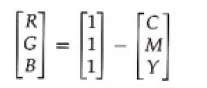 [R]   [1]   [C]
[G] = [1] − [M]
[B]   [1]   [Y]